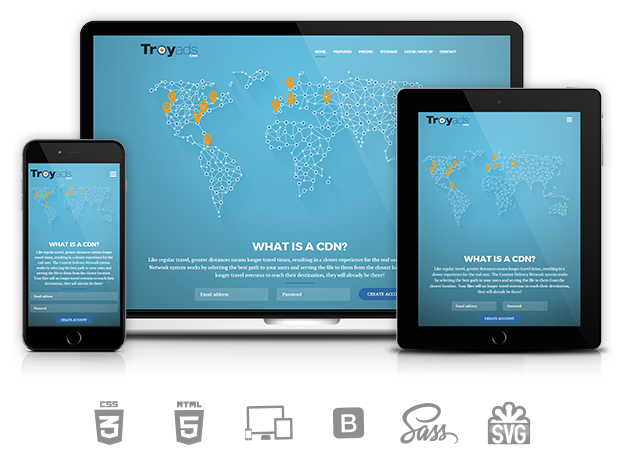 Troyads
HOME FEATURES PRICING STORAGE LOGIN/SIGN UP CONTACT
WHAT IS A CDN?
Like regular travel, greater distances means longer travel times, resulting in a slower experience for the end us
Network system works by selecting the best path to your users and serving the file to them from the closest lo
longer travel overseas to reach their destination, they will already be there!
Email address
Password
CREATE ACCOU
Troyads
WHAT IS A CDN?
Like regular travel, greater distances means longer
travel times, resulting in a slower experience for the
end user. The Content Delivery Network system
works by selecting the best path to your users and
serving the file to them from the closest location.
Your files will no longer travel overseas to reach their
destination, they will already be there!
Email address
Password
CREATE ACCOUNT
Troyads
WHAT IS A CDN?
Like regular travel, greater distances means longer travel times, resulting in a
slower experience for the end user. The Content Delivery Network system works
by selecting the best path to your users and serving the file to them from the
closest location. Your files will no longer travel overseas to reach their destination,
they will already be there!
Email address
Password
CREATE ACCOUNT
CSS
3
HTML
5
B
Sass
SVG